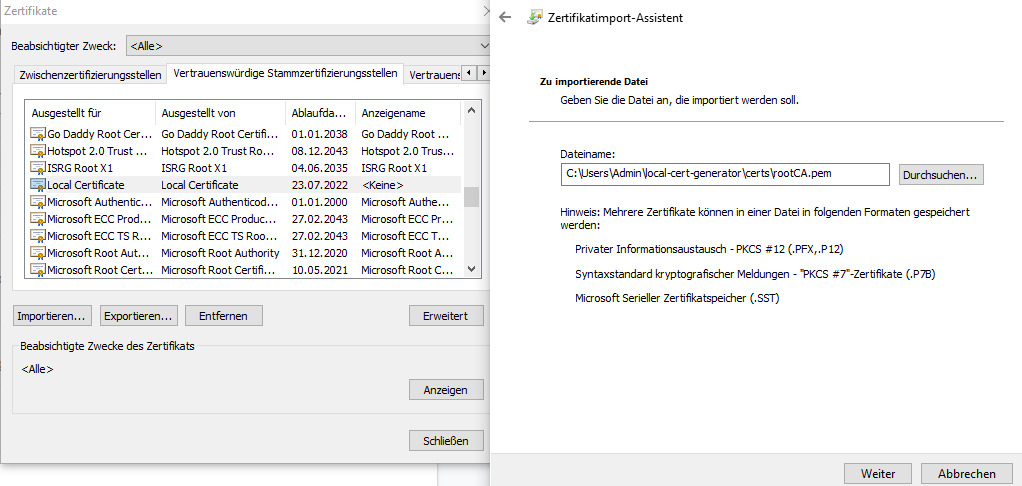 Zertifikate
Beabsichtigter Zweck: <Alle>
Zwischenzertifizierungsstellen Vertrauenswürdige Stammzertifizierungsstellen Vertrauens
Ausgestellt für Ausgestellt von Ablaufda... Anzeigename
Go Daddy Root Cer... Go Daddy Root Certifi... 01.01.2038 Go Daddy Root ...
Hotspot 2.0 Trust ... Hotspot 2.0 Trust Ro... 08.12.2043 Hotspot 2.0 Trust ...
ISRG Root X1 ISRG Root X1 04.06.2035 ISRG Root X1
Local Certificate Local Certificate 23.07.2022 <Keine>
Microsoft Authentic... Microsoft Authenticod... 01.01.2000 Microsoft Authe...
Microsoft ECC Prod... Microsoft ECC Produc... 27.02.2043 Microsoft ECC Pr...
Microsoft ECC TS R... Microsoft ECC TS Roo... 27.02.2043 Microsoft ECC T...
Microsoft Root Aut... Microsoft Root Authority 31.12.2020 Microsoft Root A...
Microsoft Root Cert... Microsoft Root Certifi... 10.05.2021 Microsoft Root C...
Importieren... Exportieren... Entfernen Erweitert
Beabsichtigte Zwecke des Zertifikats
<Alle>
Anzeigen
Schließen
Zertifikatimport-Assistent
Zu importierende Datei
Geben Sie die Datei an, die importiert werden soll.
Dateiname:
C:\Users\Admin\local-cert-generator\certs\rootCA.pem Durchsuchen...
Hinweis: Mehrere Zertifikate können in einer Datei in folgenden Formaten gespeichert
werden:
Privater Informationsaustausch - PKCS #12 (.PFX,.P12)
Syntaxstandard kryptografischer Meldungen - "PKCS #7"-Zertifikate (.P7B)
Microsoft Serieller Zertifikatspeicher (.SST)
Weiter Abbrechen